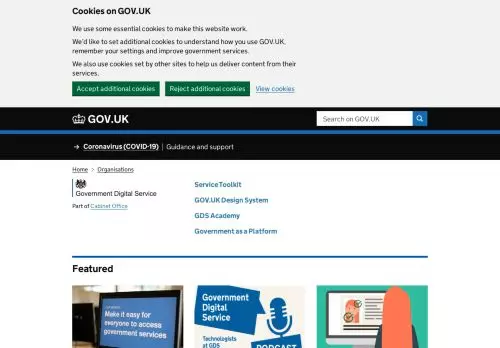 Cookies on GOV.UK
We use some essential cookies to make this website work.
We'd like to set additional cookies to understand how you use GOV.UK,
remember your settings and improve government services.
We also use cookies set by other sites to help us deliver content from their
services.
Accept additional cookies Reject additional cookies View cookies
GOV.UK Search on GOV.UK
→ Coronavirus (COVID-19) | Guidance and support
Home > Organisations
Government Digital Service
Part of Cabinet Office
Service Toolkit
GOV.UK Design System
GDS Academy
Government as a Platform
Featured
Make it easy for
everyone to access
government services
Government
Digital
Service
Technologists
at GDS
PODCAST